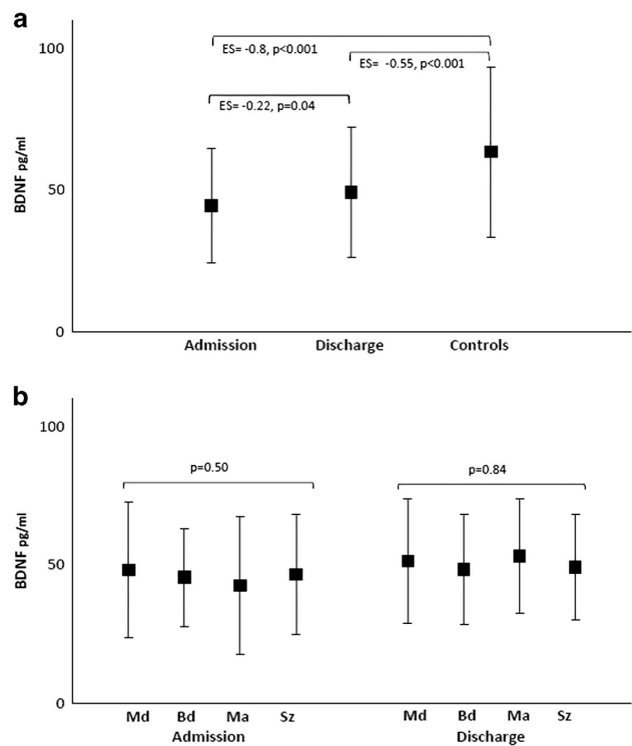 a
100
ES= -0.8, p<0.001
ES= -0.55, p<0.001
ES= -0.22, p=0.04
BDNF pg/ml
50
0
Admission Discharge Controls
b
100
p=0.50 p=0.84
BDNF pg/ml
50
0
Md Bd Ma Sz Md Bd Ma Sz
Admission Discharge